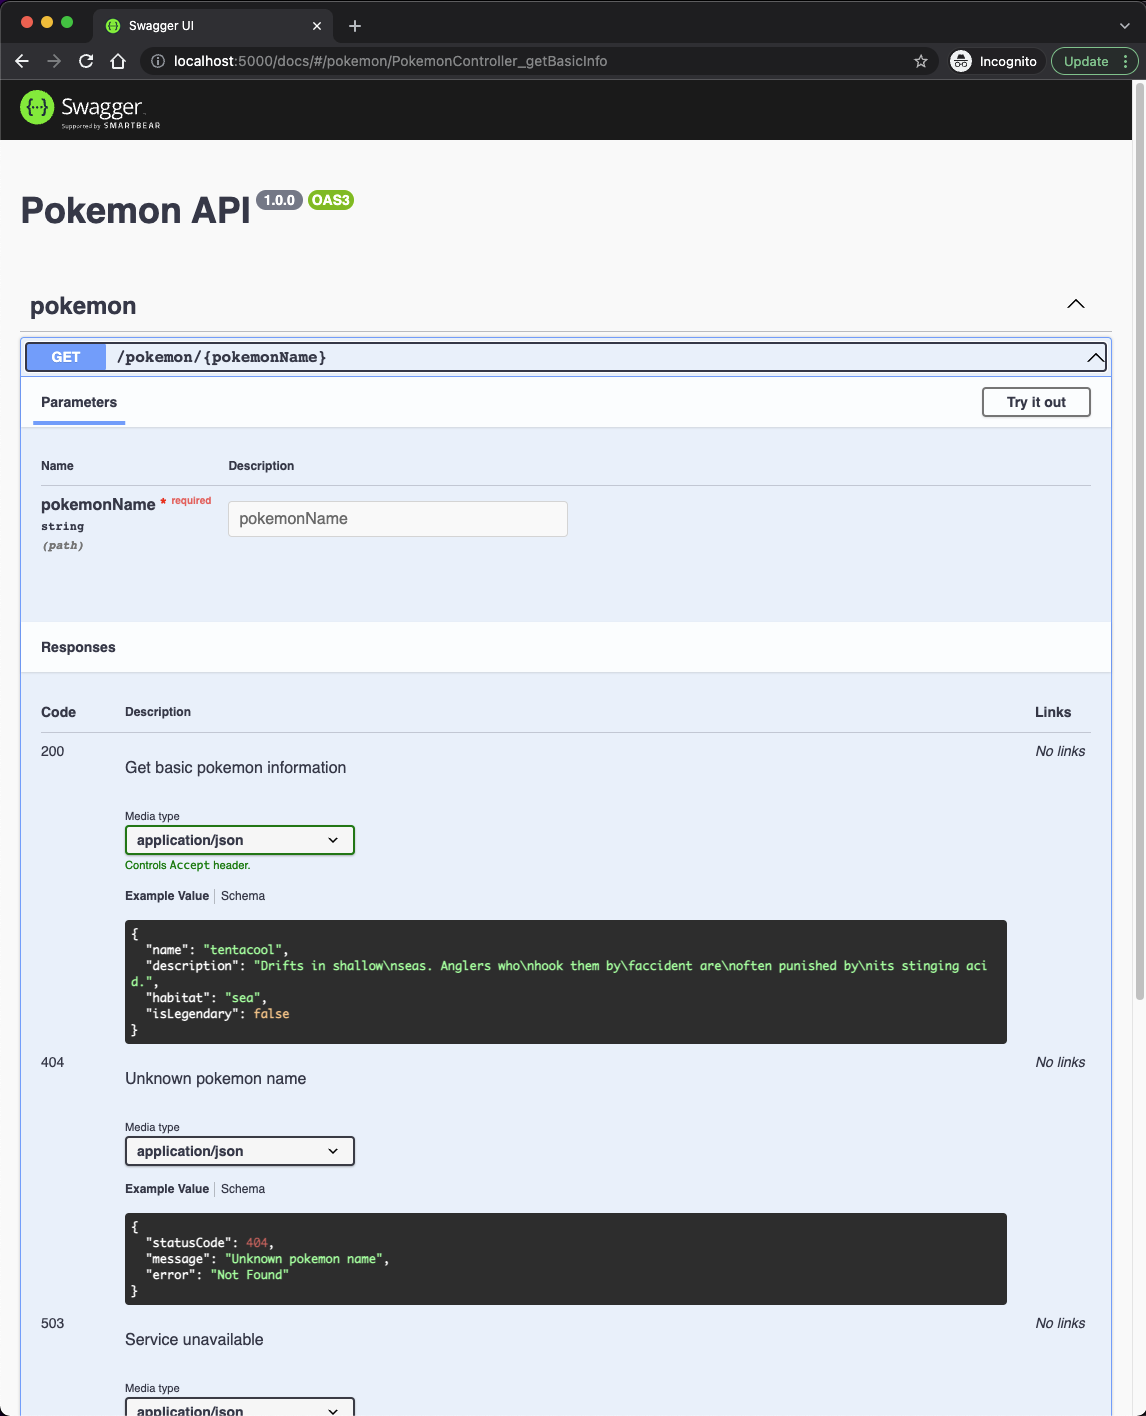 Swagger UI
localhost:5000/docs/#/pokemon/PokemonController_getBasicInfo
Incognito
Update
Swagger
Supported by SMARTBEAR
Pokemon API 1.0.0 OAS3
pokemon
GET /pokemon/{pokemonName}
Parameters
Try it out
Name Description
pokemonName * required
string
(path)
pokemonName
Responses
Code Description Links
200
Get basic pokemon information
No links
Media type
application/json
Controls Accept header.
Example Value Schema
{
"name": "tentacool",
"description": "Drifts in shallow\nseas. Anglers who\nhook them by\faccident are\noften punished by\nits stinging aci
d.",
"habitat": "sea",
"isLegendary": false
}
404
Unknown pokemon name
No links
Media type
application/json
Example Value Schema
{
"statusCode": 404,
"message": "Unknown pokemon name",
"error": "Not Found"
}
503
Service unavailable
No links
Media type
application/json